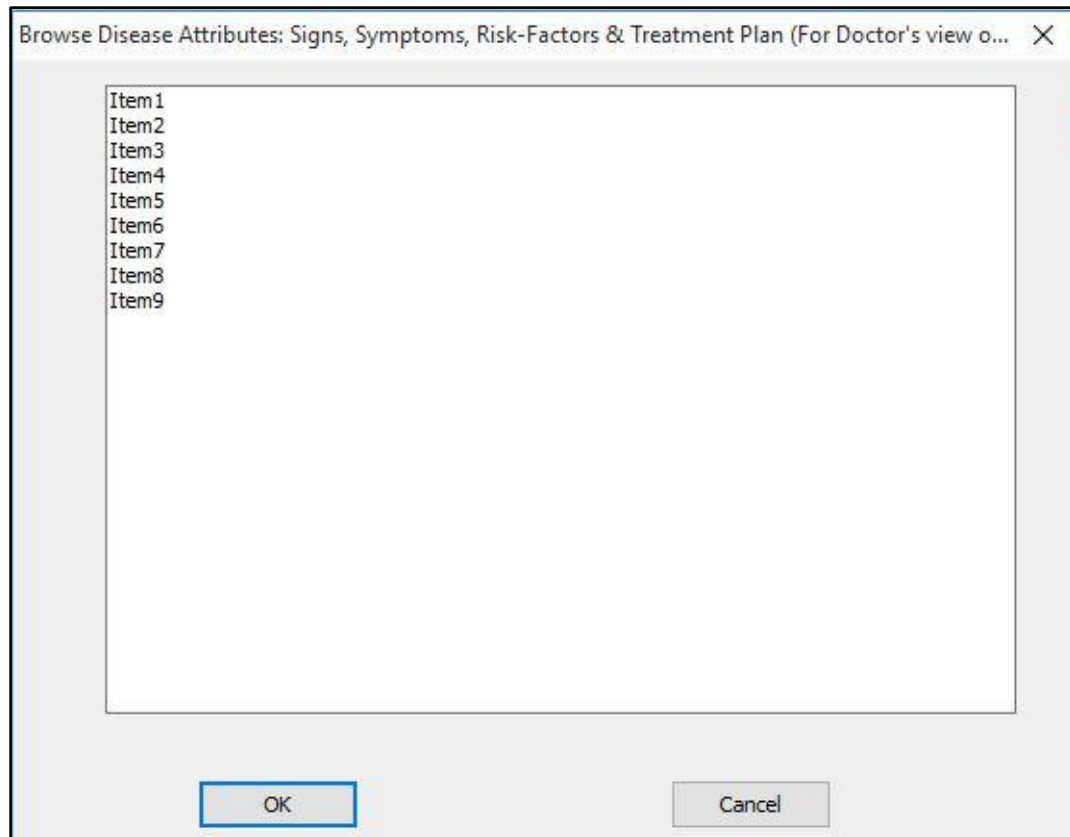 Browse Disease Attributes: Signs, Symptoms, Risk-Factors & Treatment Plan (For Doctor's view o...
Item1
Item2
Item3
Item4
Item5
Item6
Item7
Item8
Item9
OK Cancel